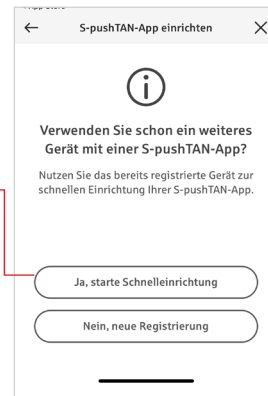 S-pushTAN-App einrichten
Verwenden Sie schon ein weiteres
Gerät mit einer S-pushTAN-App?
Nutzen Sie das bereits registrierte Gerät zur
schnellen Einrichtung Ihrer S-pushTAN-App.
Ja, starte Schnelleinrichtung
Nein, neue Registrierung